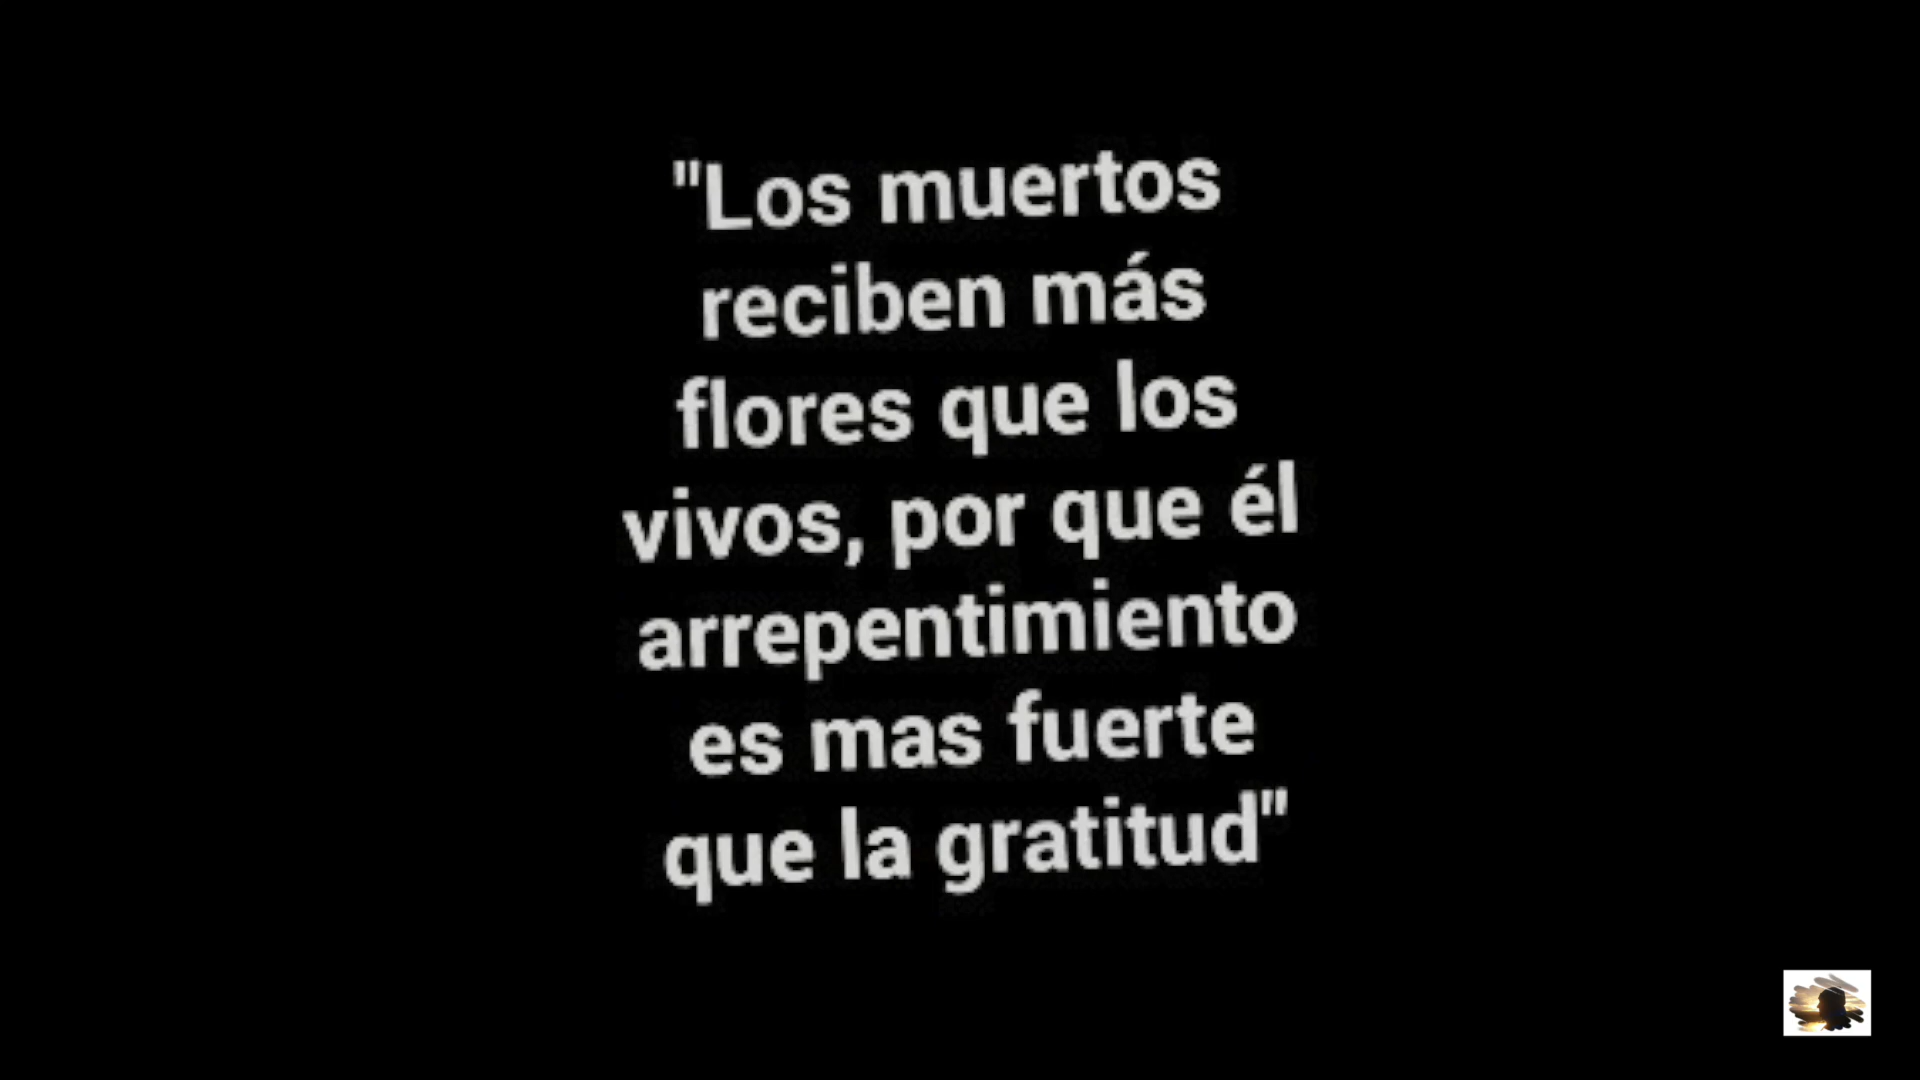 "Los muertos
reciben más
flores que los
vivos, por que él
arrepentimiento
es mas fuerte
que la gratitud"